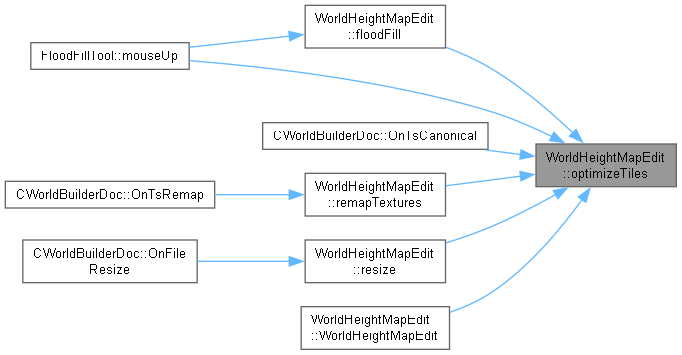 WorldHeightMapEdit
::floodFill
FloodFillTool::mouseUp
CWorldBuilderDoc::OnTsCanonical
WorldHeightMapEdit
::optimizeTiles
CWorldBuilderDoc::OnTsRemap
WorldHeightMapEdit
::remapTextures
CWorldBuilderDoc::OnFile
Resize
WorldHeightMapEdit
::resize
WorldHeightMapEdit
::WorldHeightMapEdit